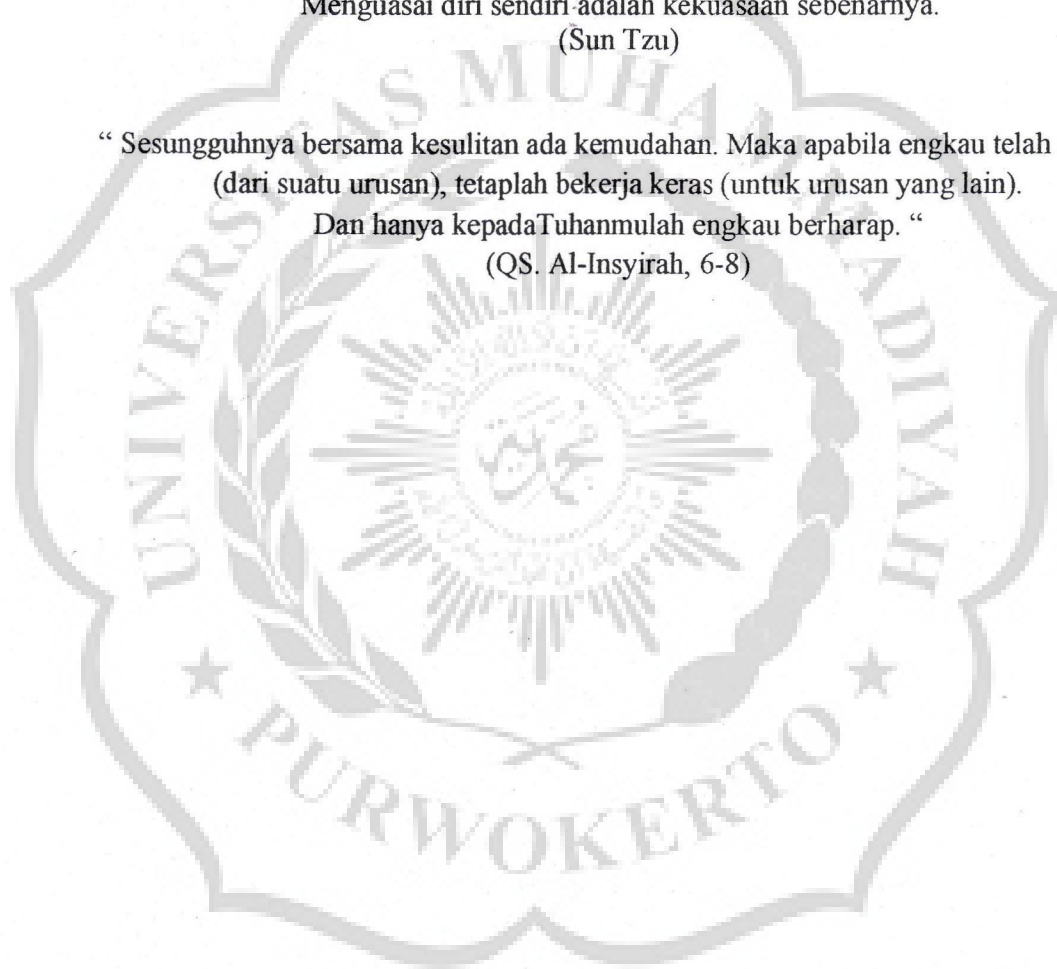 Menguasai diri sendiri adalah kekuasaan sebenarnya.
(Sun Tzu)
“ Sesungguhnya bersama kesulitan ada kemudahan. Maka apabila engkau telah
(dari suatu urusan), tetaplah bekerja keras (untuk urusan yang lain).
Dan hanya kepadaTuhanmulah engkau berharap. “
(QS. Al-Insyirah, 6-8)
UNIVERSITAS MUHAMMADIYAH
PURWOKERTO